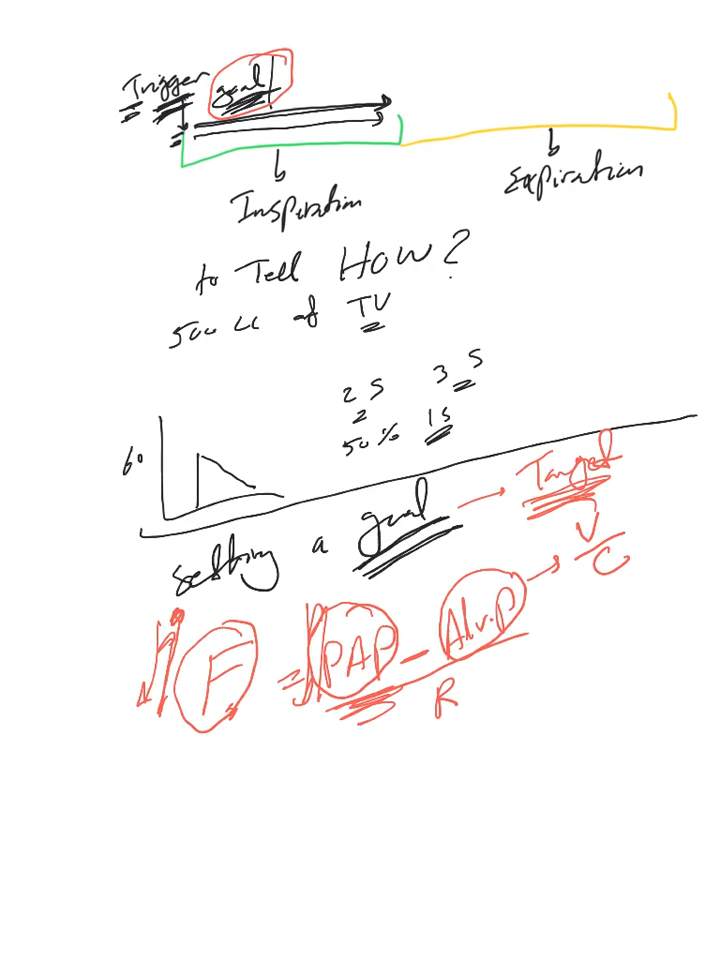 Trigger goal
Inspiration Expiration
to Tell HOW?
500 cc of TV
2 S 3 S
2
50% 1s
60
setting a goal → Target
V/C
F = PAP - Alv.P
R